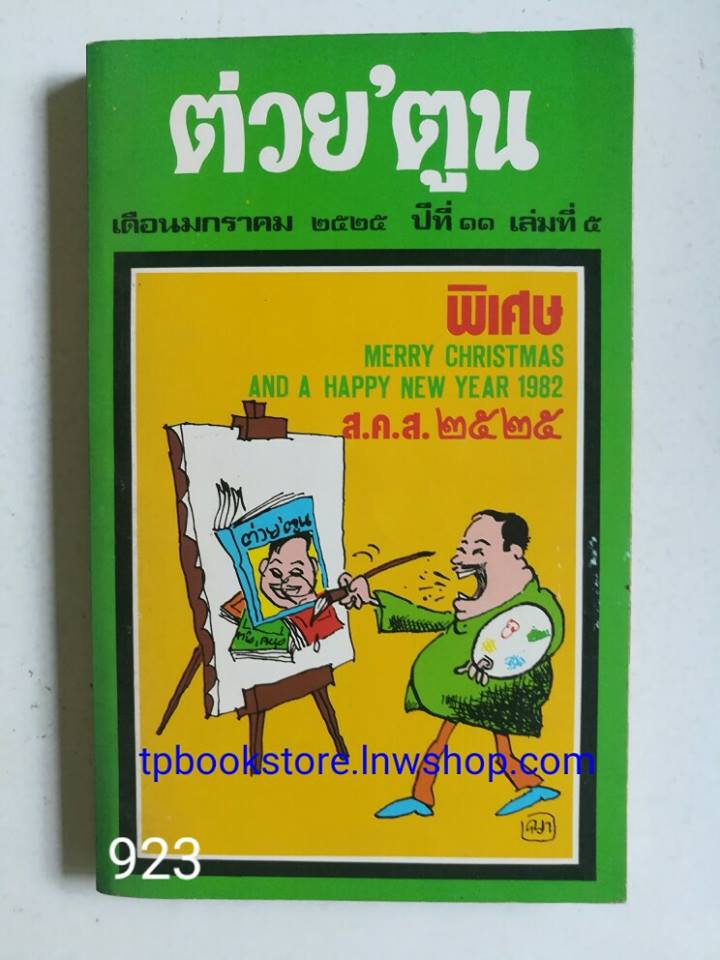 ต่วย'ตูน
เดือนมกราคม ๒๕๒๕ ปีที่ ๑๑ เล่มที่ ๕
พิเศษ
MERRY CHRISTMAS
AND A HAPPY NEW YEAR 1982
ส.ค.ส. ๒๕๒๕
ต่วย'ตูน
tpbookstore.lnwshop.com
923